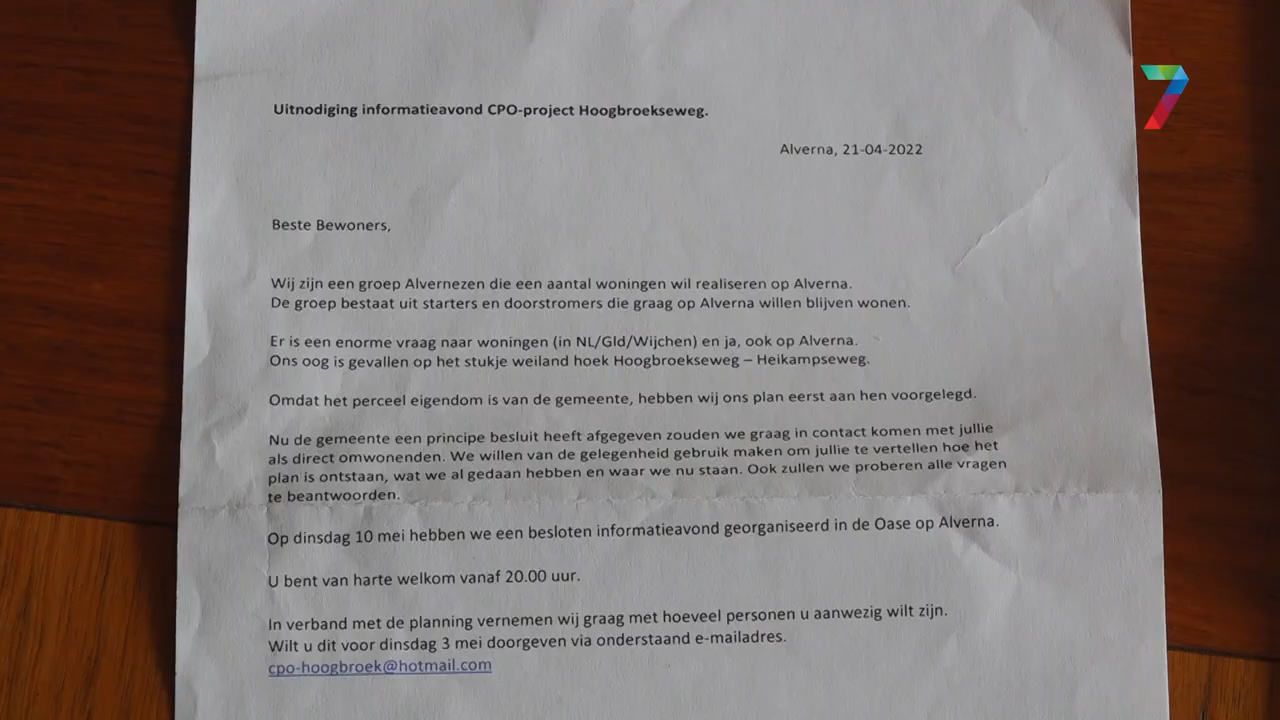 7
Uitnodiging informatieavond CPO-project Hoogbroekseweg.
Alverna, 21-04-2022
Beste Bewoners,
Wij zijn een groep Alvernezen die een aantal woningen wil realiseren op Alverna.
De groep bestaat uit starters en doorstromers die graag op Alverna willen blijven wonen.
Er is een enorme vraag naar woningen (in NL/Gld/Wijchen) en ja, ook op Alverna.
Ons oog is gevallen op het stukje weiland hoek Hoogbroekseweg – Heikampseweg.
Omdat het perceel eigendom is van de gemeente, hebben wij ons plan eerst aan hen voorgelegd.
Nu de gemeente een principe besluit heeft afgegeven zouden we graag in contact komen met jullie
als direct omwonenden. We willen van de gelegenheid gebruik maken om jullie te vertellen hoe het
plan is ontstaan, wat we al gedaan hebben en waar we nu staan. Ook zullen we proberen alle vragen
te beantwoorden.
Op dinsdag 10 mei hebben we een besloten informatieavond georganiseerd in de Oase op Alverna.
U bent van harte welkom vanaf 20.00 uur.
In verband met de planning vernemen wij graag met hoeveel personen u aanwezig wilt zijn.
Wilt u dit voor dinsdag 3 mei doorgeven via onderstaand e-mailadres.
cpo-hoogbroek@hotmail.com